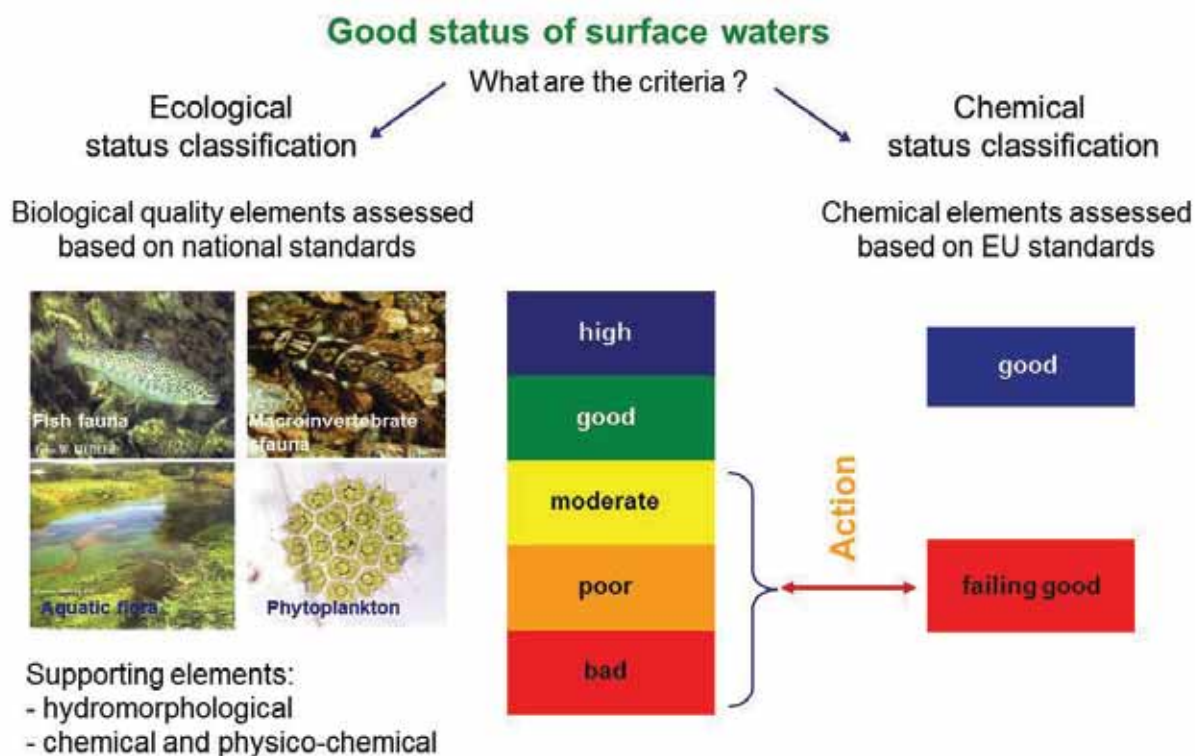 Good status of surface waters
What are the criteria ?
Ecological
status classification
Chemical
status classification
Biological quality elements assessed
based on national standards
Chemical elements assessed
based on EU standards
Fish fauna
Macroinvertebrate
sfauna
Aquatic flora
Phytoplankton
high
good
moderate
poor
bad
Action
good
failing good
Supporting elements:
- hydromorphological
- chemical and physico-chemical